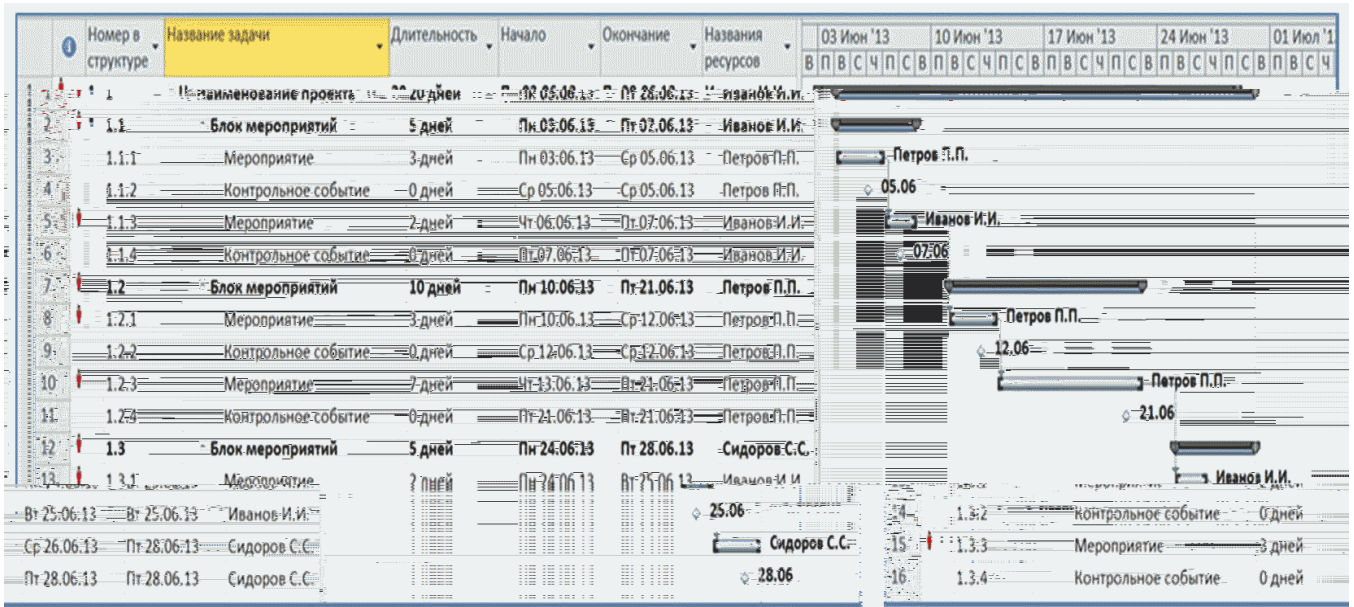 Номер в структуре Название задачи Длительность Начало Окончание Названия ресурсов 03 Июн '13 10 Июн '13 17 Июн '13 24 Июн '13 01 Июл '1
В П В С Ч П С В П В С Ч П С В П В С Ч П С В П В С Ч П С В П В С Ч
1 1 проекта 20 дней Иванов И.И.
2 1.1 Блок мероприятий 5 дней Пн 03.06.13 Пт 07.06.13 Иванов И.И.
3 1.1.1 Мероприятие 3 дней Пн 03.06.13 Ср 05.06.13 Петров П.П. Петров П.П.
4 1.1.2 Контрольное событие 0 дней Ср 05.06.13 Ср 05.06.13 Петров П.П. 05.06
5 1.1.3 Мероприятие 2 дней Чт 06.06.13 Пт 07.06.13 Иванов И.И. Иванов И.И.
6 1.1.4 Контрольное событие 0 дней Пт 07.06.13 Пт 07.06.13 Иванов И.И. 07.06
7 1.2 Блок мероприятий 10 дней Пн 10.06.13 Пт 21.06.13 Петров П.П.
8 1.2.1 Мероприятие 3 дней Пн 10.06.13 Ср 12.06.13 Петров П.П. Петров П.П.
9 1.2.2 Контрольное событие 0 дней Ср 12.06.13 Ср 12.06.13 Петров П.П. 12.06
10 1.2.3 Мероприятие 7 дней Чт 13.06.13 Пт 21.06.13 Петров П.П. Петров П.П.
11 1.2.4 Контрольное событие 0 дней Пт 21.06.13 Пт 21.06.13 Петров П.П. 21.06
12 1.3 Блок мероприятий 5 дней Пн 24.06.13 Пт 28.06.13 Сидоров С.С.
13 1.3.1 Мероприятие 2 дней Пн 24.06.13 Вт 25.06.13 Иванов И.И. Иванов И.И.
Вт 25.06.13 Вт 25.06.13 Иванов И.И. 25.06 14 1.3.2 Контрольное событие 0 дней
Ср 26.06.13 Пт 28.06.13 Сидоров С.С. Сидоров С.С. 15 1.3.3 Мероприятие 3 дней
Пт 28.06.13 Пт 28.06.13 Сидоров С.С. 28.06 16 1.3.4 Контрольное событие 0 дней